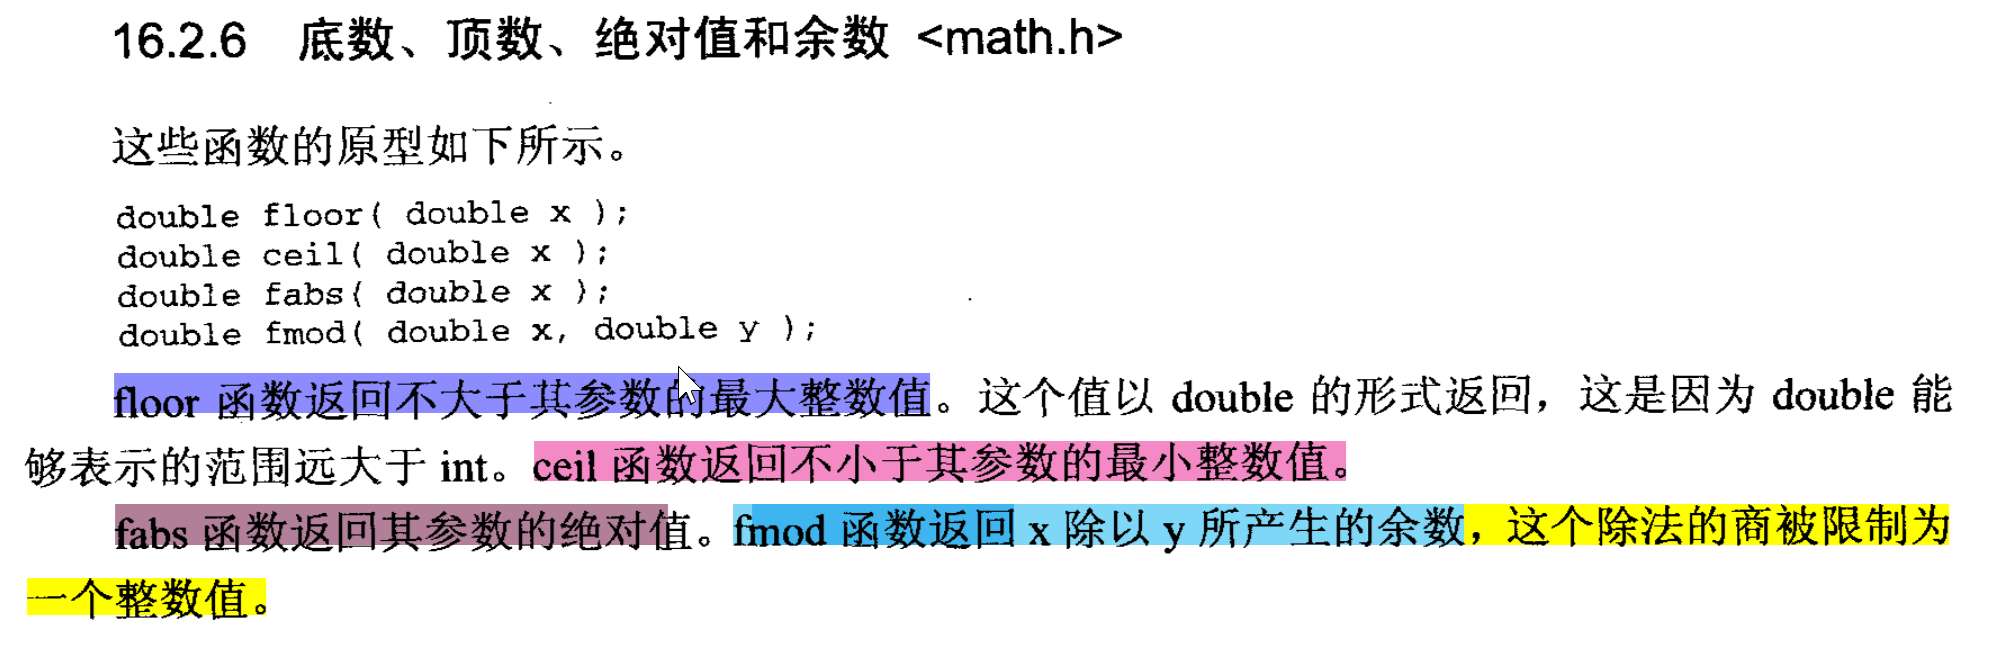 16.2.6 底数、顶数、绝对值和余数 <math.h>
这些函数的原型如下所示。
double floor( double x );
double ceil( double x );
double fabs( double x );
double fmod( double x, double y );
floor 函数返回不大于其参数的最大整数值。这个值以 double 的形式返回，这是因为 double 能
够表示的范围远大于 int。ceil 函数返回不小于其参数的最小整数值。
fabs 函数返回其参数的绝对值。fmod 函数返回 x 除以 y 所产生的余数，这个除法的商被限制为
一个整数值。